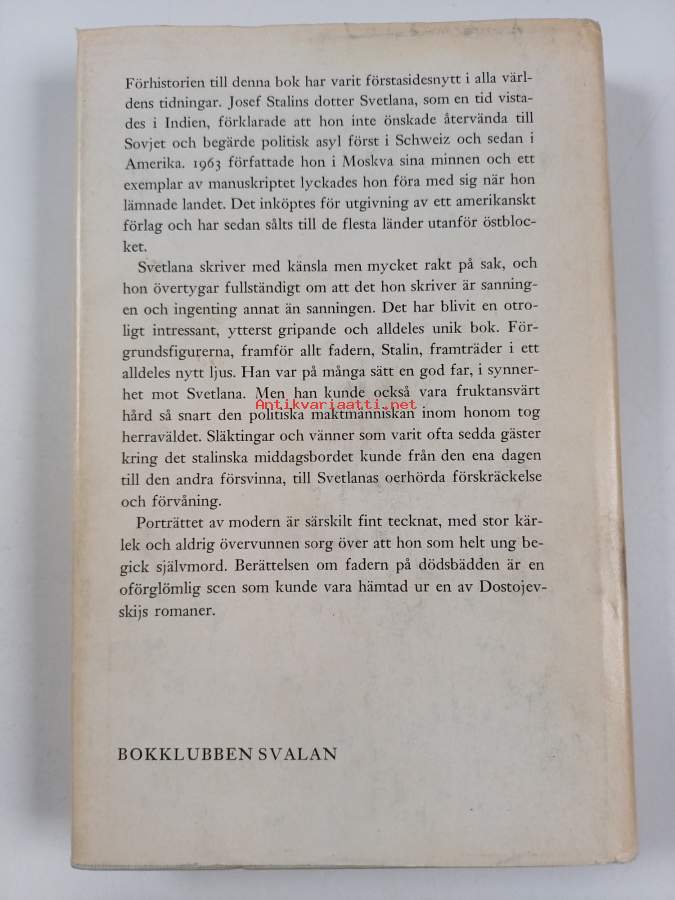 Förhistorien till denna bok har varit förstasidesnytt i alla värl-
dens tidningar. Josef Stalins dotter Svetlana, som en tid vista-
des i Indien, förklarade att hon inte önskade återvända till
Sovjet och begärde politisk asyl först i Schweiz och sedan i
Amerika. 1963 författade hon i Moskva sina minnen och ett
exemplar av manuskriptet lyckades hon föra med sig när hon
lämnade landet. Det inköptes för utgivning av ett amerikanskt
förlag och har sedan sålts till de flesta länder utanför östbloc-
ket.
Svetlana skriver med känsla men mycket rakt på sak, och
hon övertygar fullständigt om att det hon skriver är sanning-
en och ingenting annat än sanningen. Det har blivit en otro-
ligt intressant, ytterst gripande och alldeles unik bok. För-
grundsfigurerna, framför allt fadern, Stalin, framträder i ett
alldeles nytt ljus. Han var på många sätt en god far, i synner-
het mot Svetlana. Men han kunde också vara fruktansvärt
Antikvariaatti.net
hård så snart den politiska maktmänniskan inom honom tog
herraväldet. Släktingar och vänner som varit ofta sedda gäster
kring det stalinska middagsbordet kunde från den ena dagen
till den andra försvinna, till Svetlanas oerhörda förskräckelse
och förvåning.
Porträttet av modern är särskilt fint tecknat, med stor kär-
lek och aldrig övervunnen sorg över att hon som helt ung be-
gick självmord. Berättelsen om fadern på dödsbädden är en
oförglömlig scen som kunde vara hämtad ur en av Dostojev-
skijs romaner.
BOKKLUBBEN SVALAN